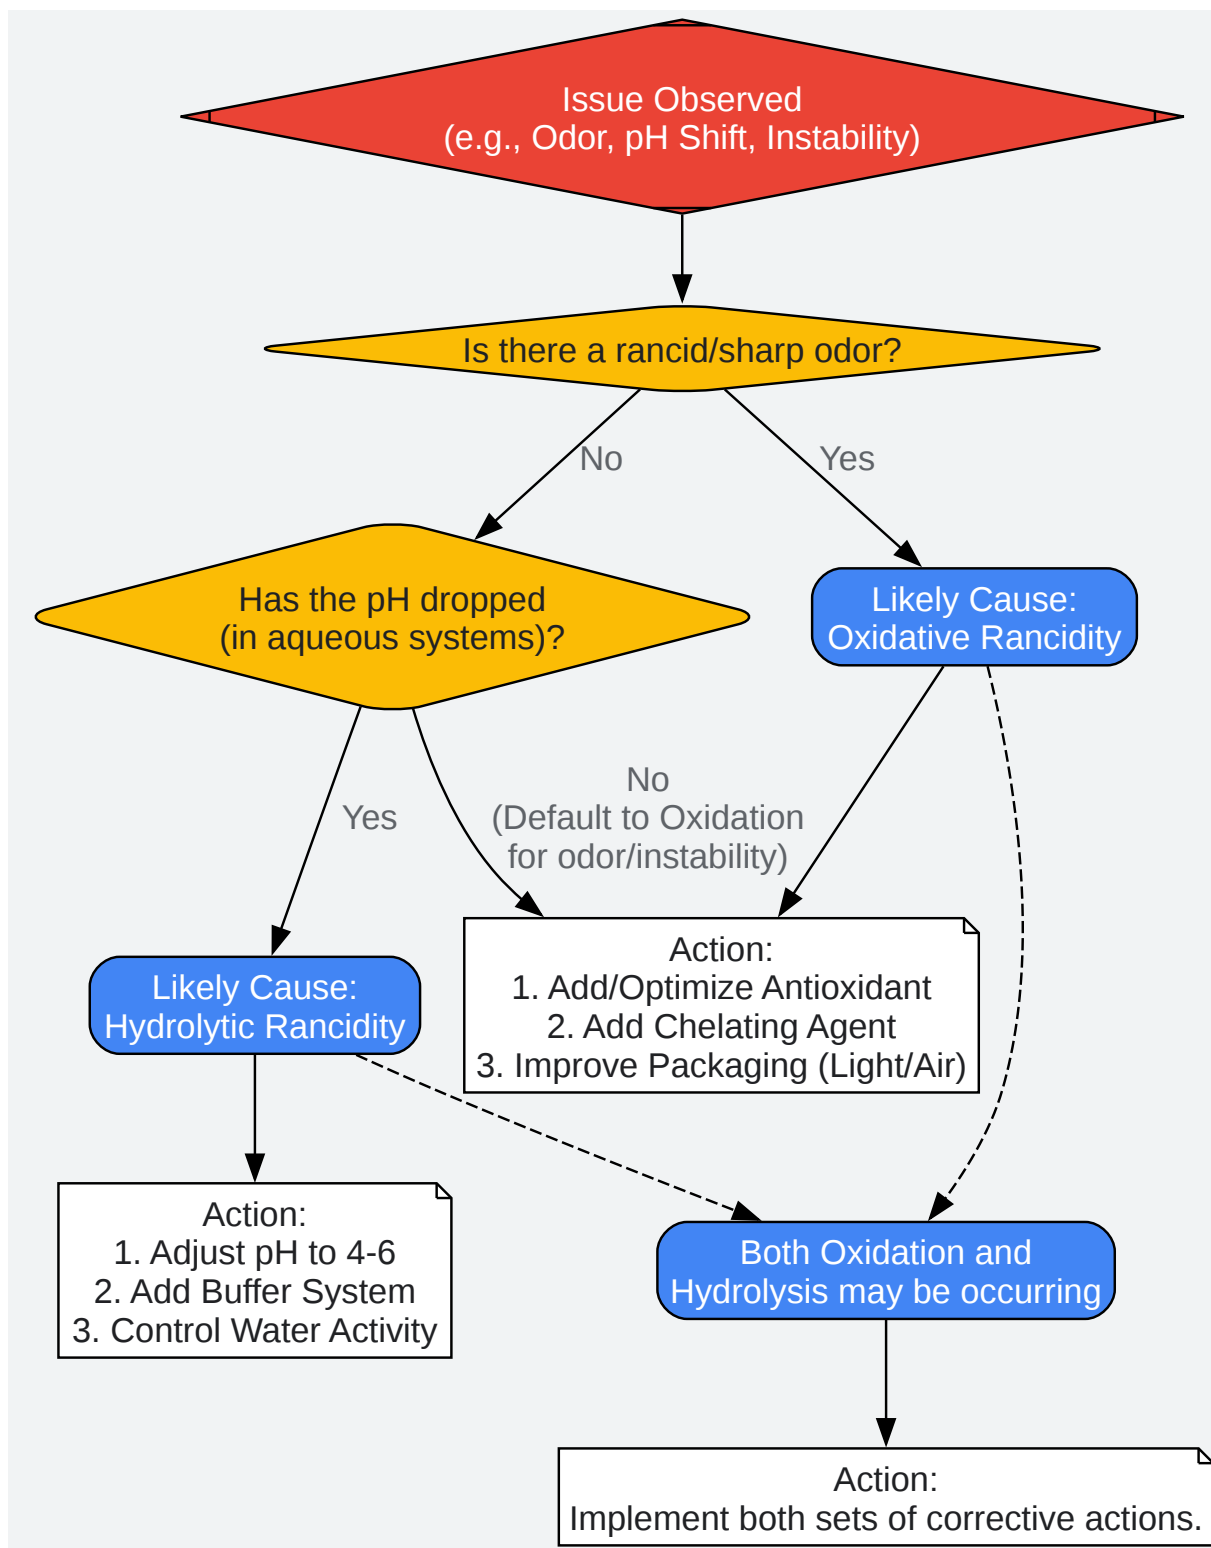 Issue Observed
(e.g., Odor, pH Shift, Instability)
Is there a rancid/sharp odor?
No
Yes
Has the pH dropped
(in aqueous systems)?
Likely Cause:
Oxidative Rancidity
Yes
No
(Default to Oxidation
for odor/instability)
Likely Cause:
Hydrolytic Rancidity
Action:
1. Add/Optimize Antioxidant
2. Add Chelating Agent
3. Improve Packaging (Light/Air)
Action:
1. Adjust pH to 4-6
2. Add Buffer System
3. Control Water Activity
Both Oxidation and
Hydrolysis may be occurring
Action:
Implement both sets of corrective actions.